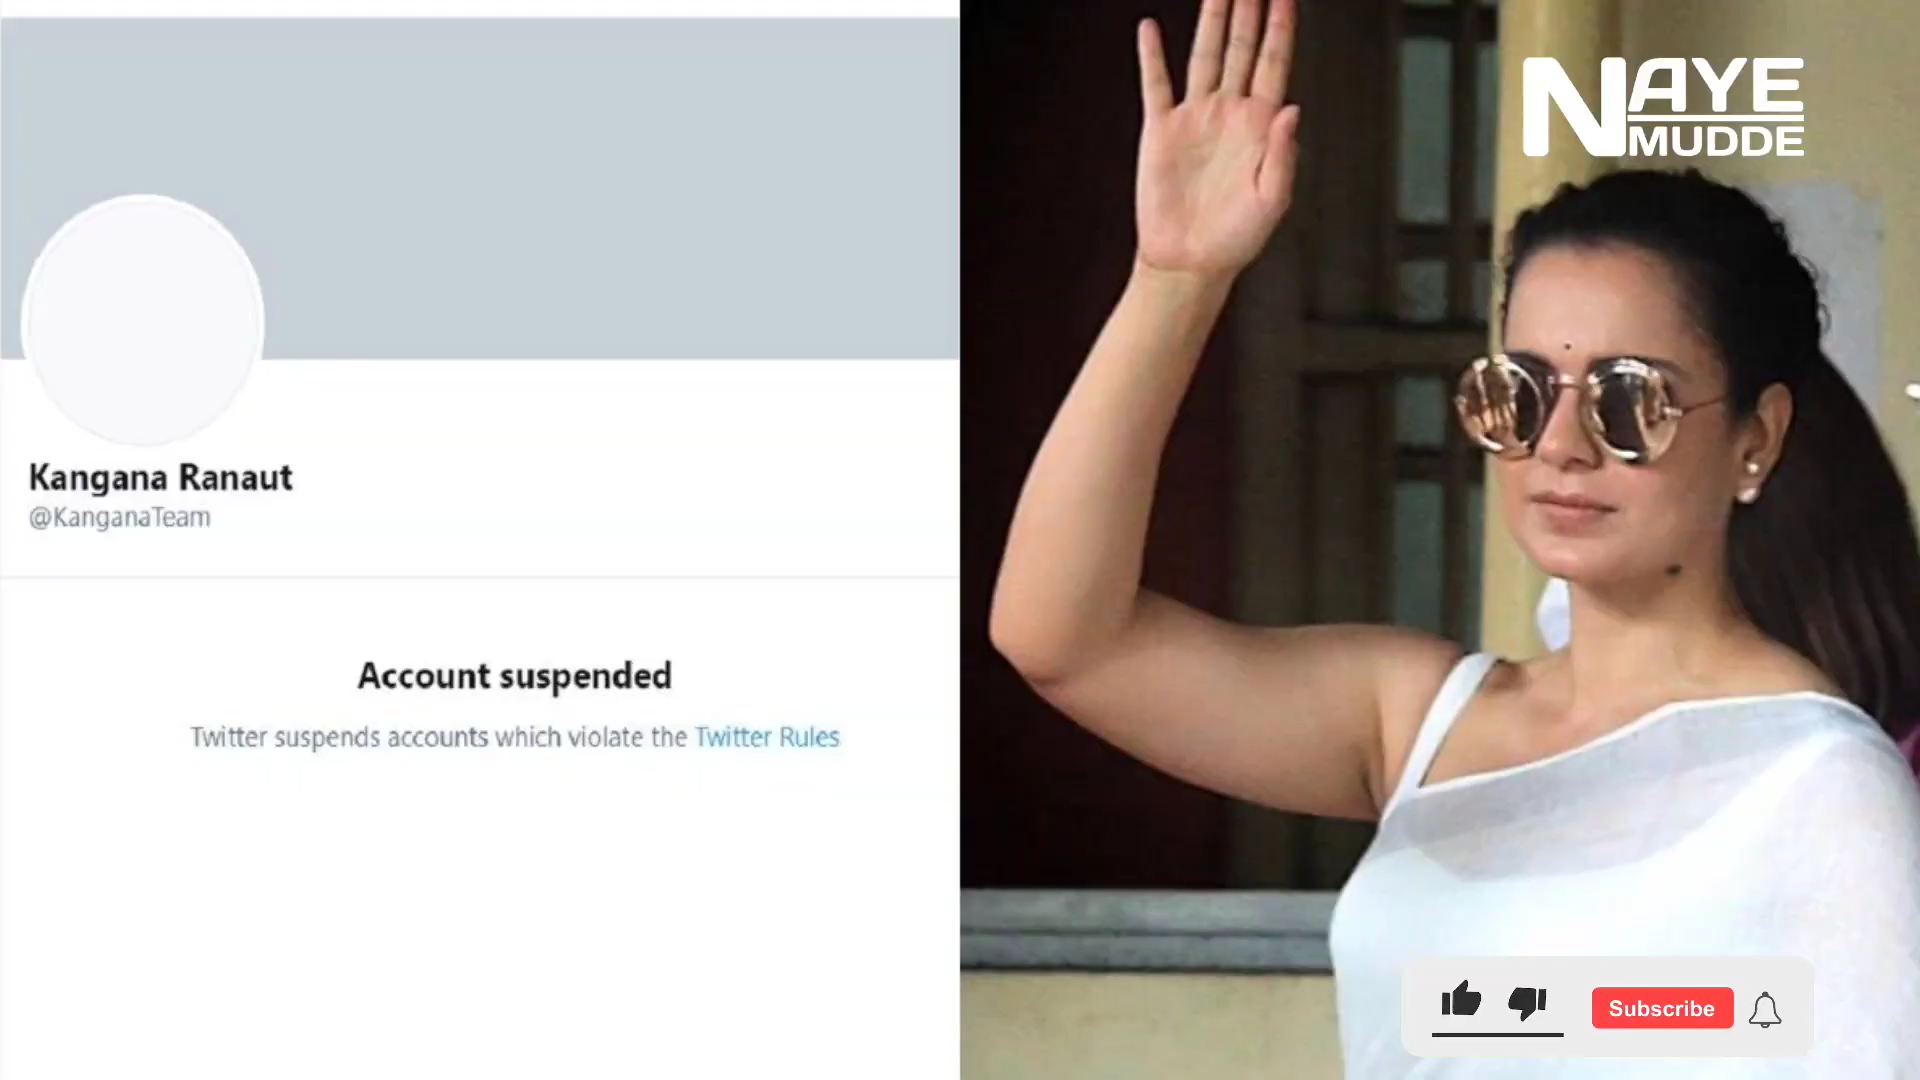 Kangana Ranaut
@KanganaTeam
Account suspended
Twitter suspends accounts which violate the Twitter Rules
NAYE
MUDDE
Subscribe